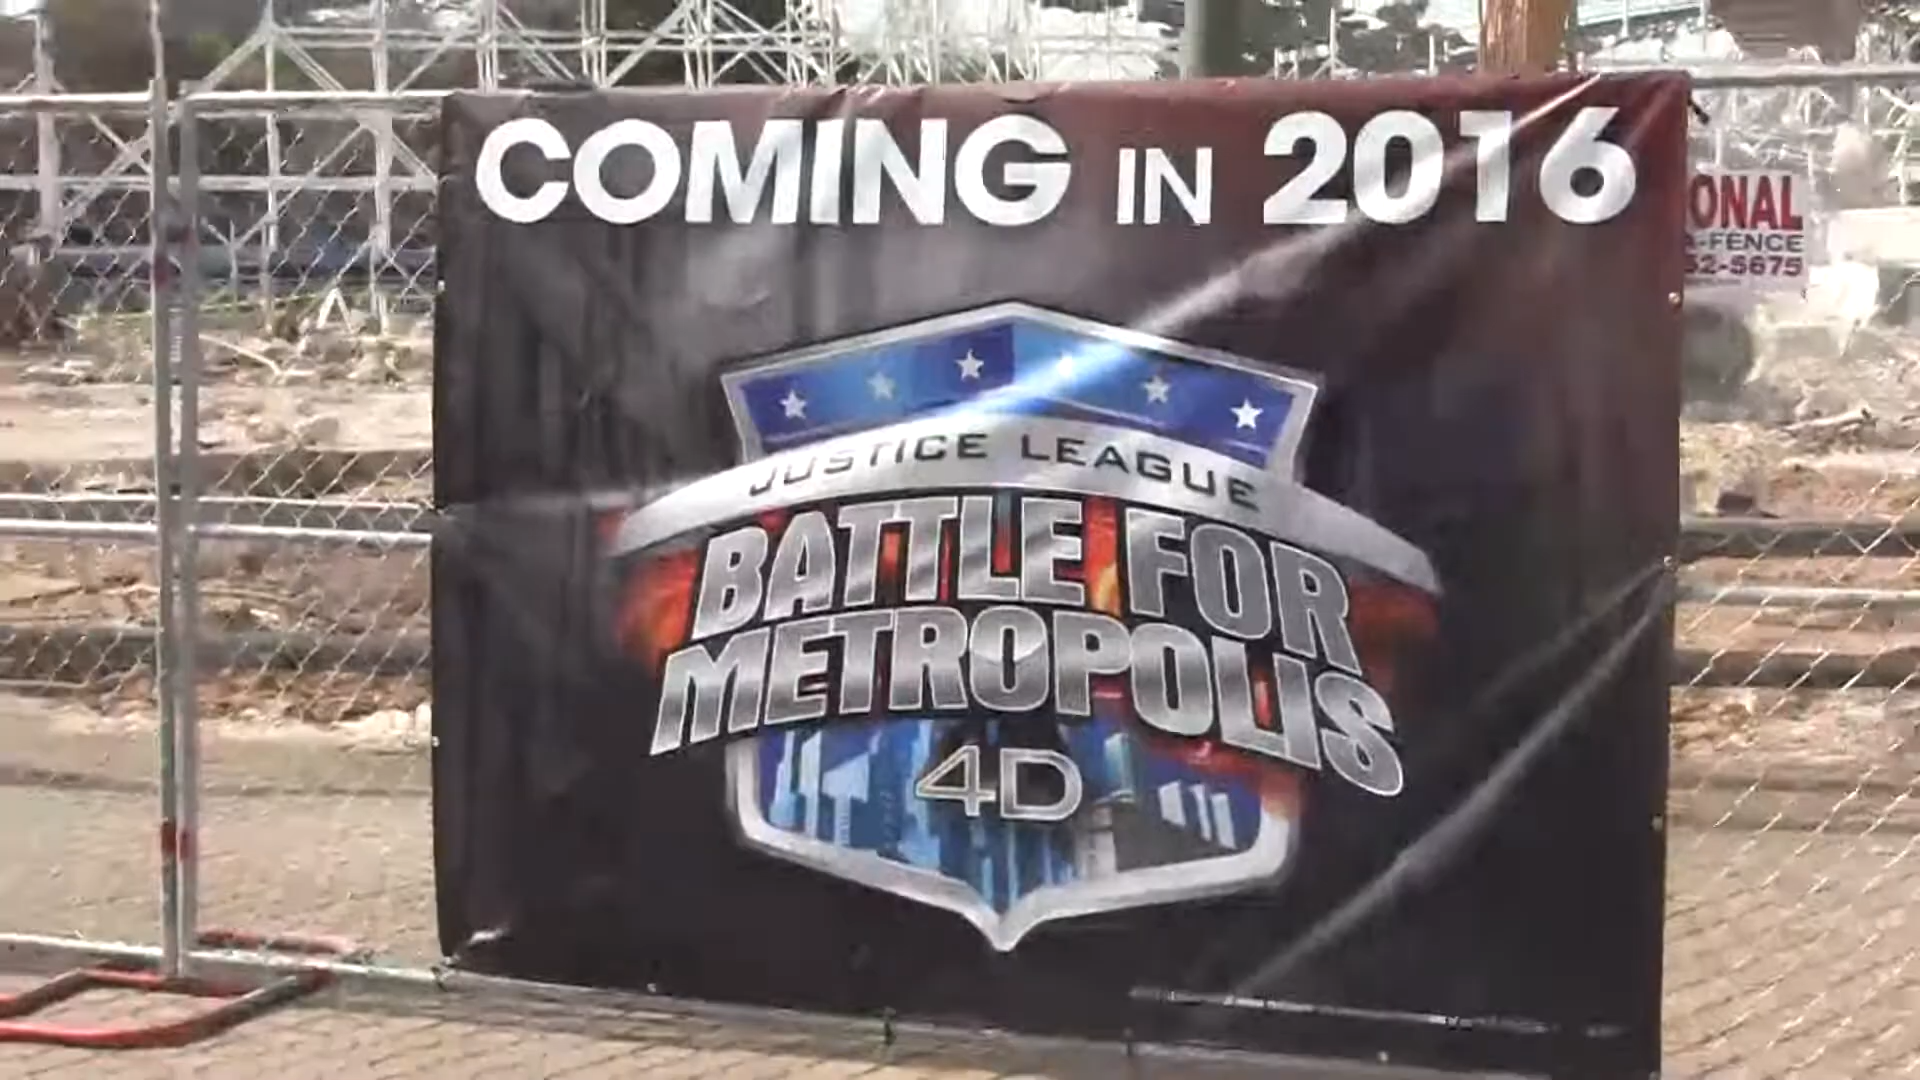 COMING IN 2016
JUSTICE LEAGUE
BATTLE FOR
METROPOLIS
4D
ONAL
A-FENCE
52-5675